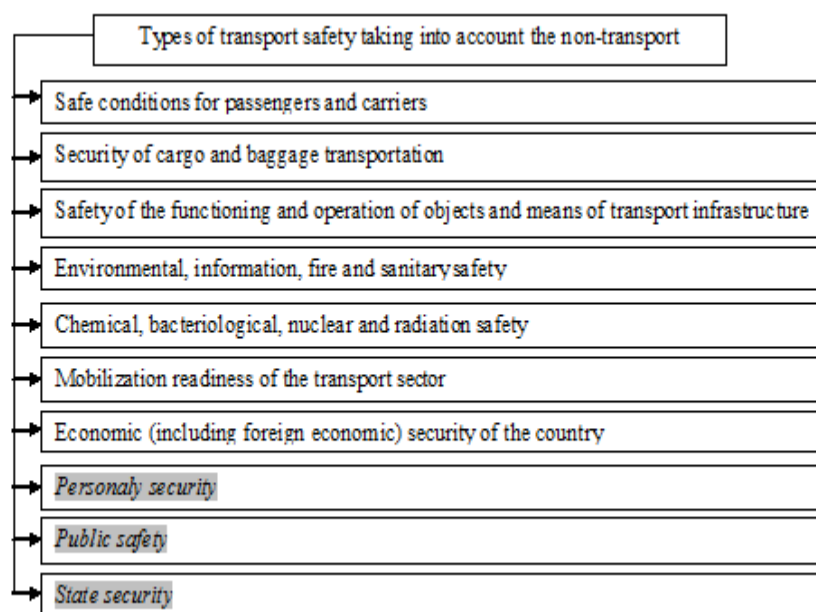 Types of transport safety taking into account the non-transport
Safe conditions for passengers and carriers
Security of cargo and baggage transportation
Safety of the functioning and operation of objects and means of transport infrastructure
Environmental, information, fire and sanitary safety
Chemical, bacteriological, nuclear and radiation safety
Mobilization readiness of the transport sector
Economic (including foreign economic) security of the country
Personaly security
Public safety
State security